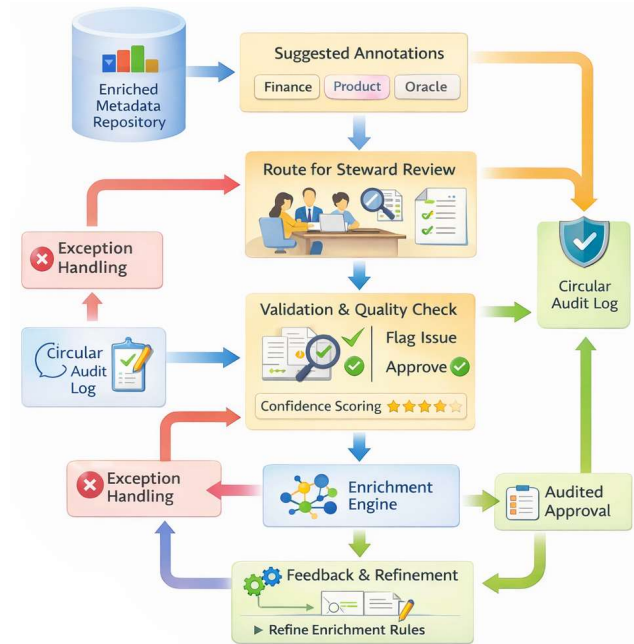 Enriched
Metadata
Repository
Suggested Annotations
Finance
Product
Oracle
Route for Steward Review
Exception
Handling
Circular
Audit Log
Validation & Quality Check
Flag Issue
Approve
Confidence Scoring
Circular
Audit
Log
Exception
Handling
Enrichment
Engine
Audited
Approval
Feedback & Refinement
Refine Enrichment Rules